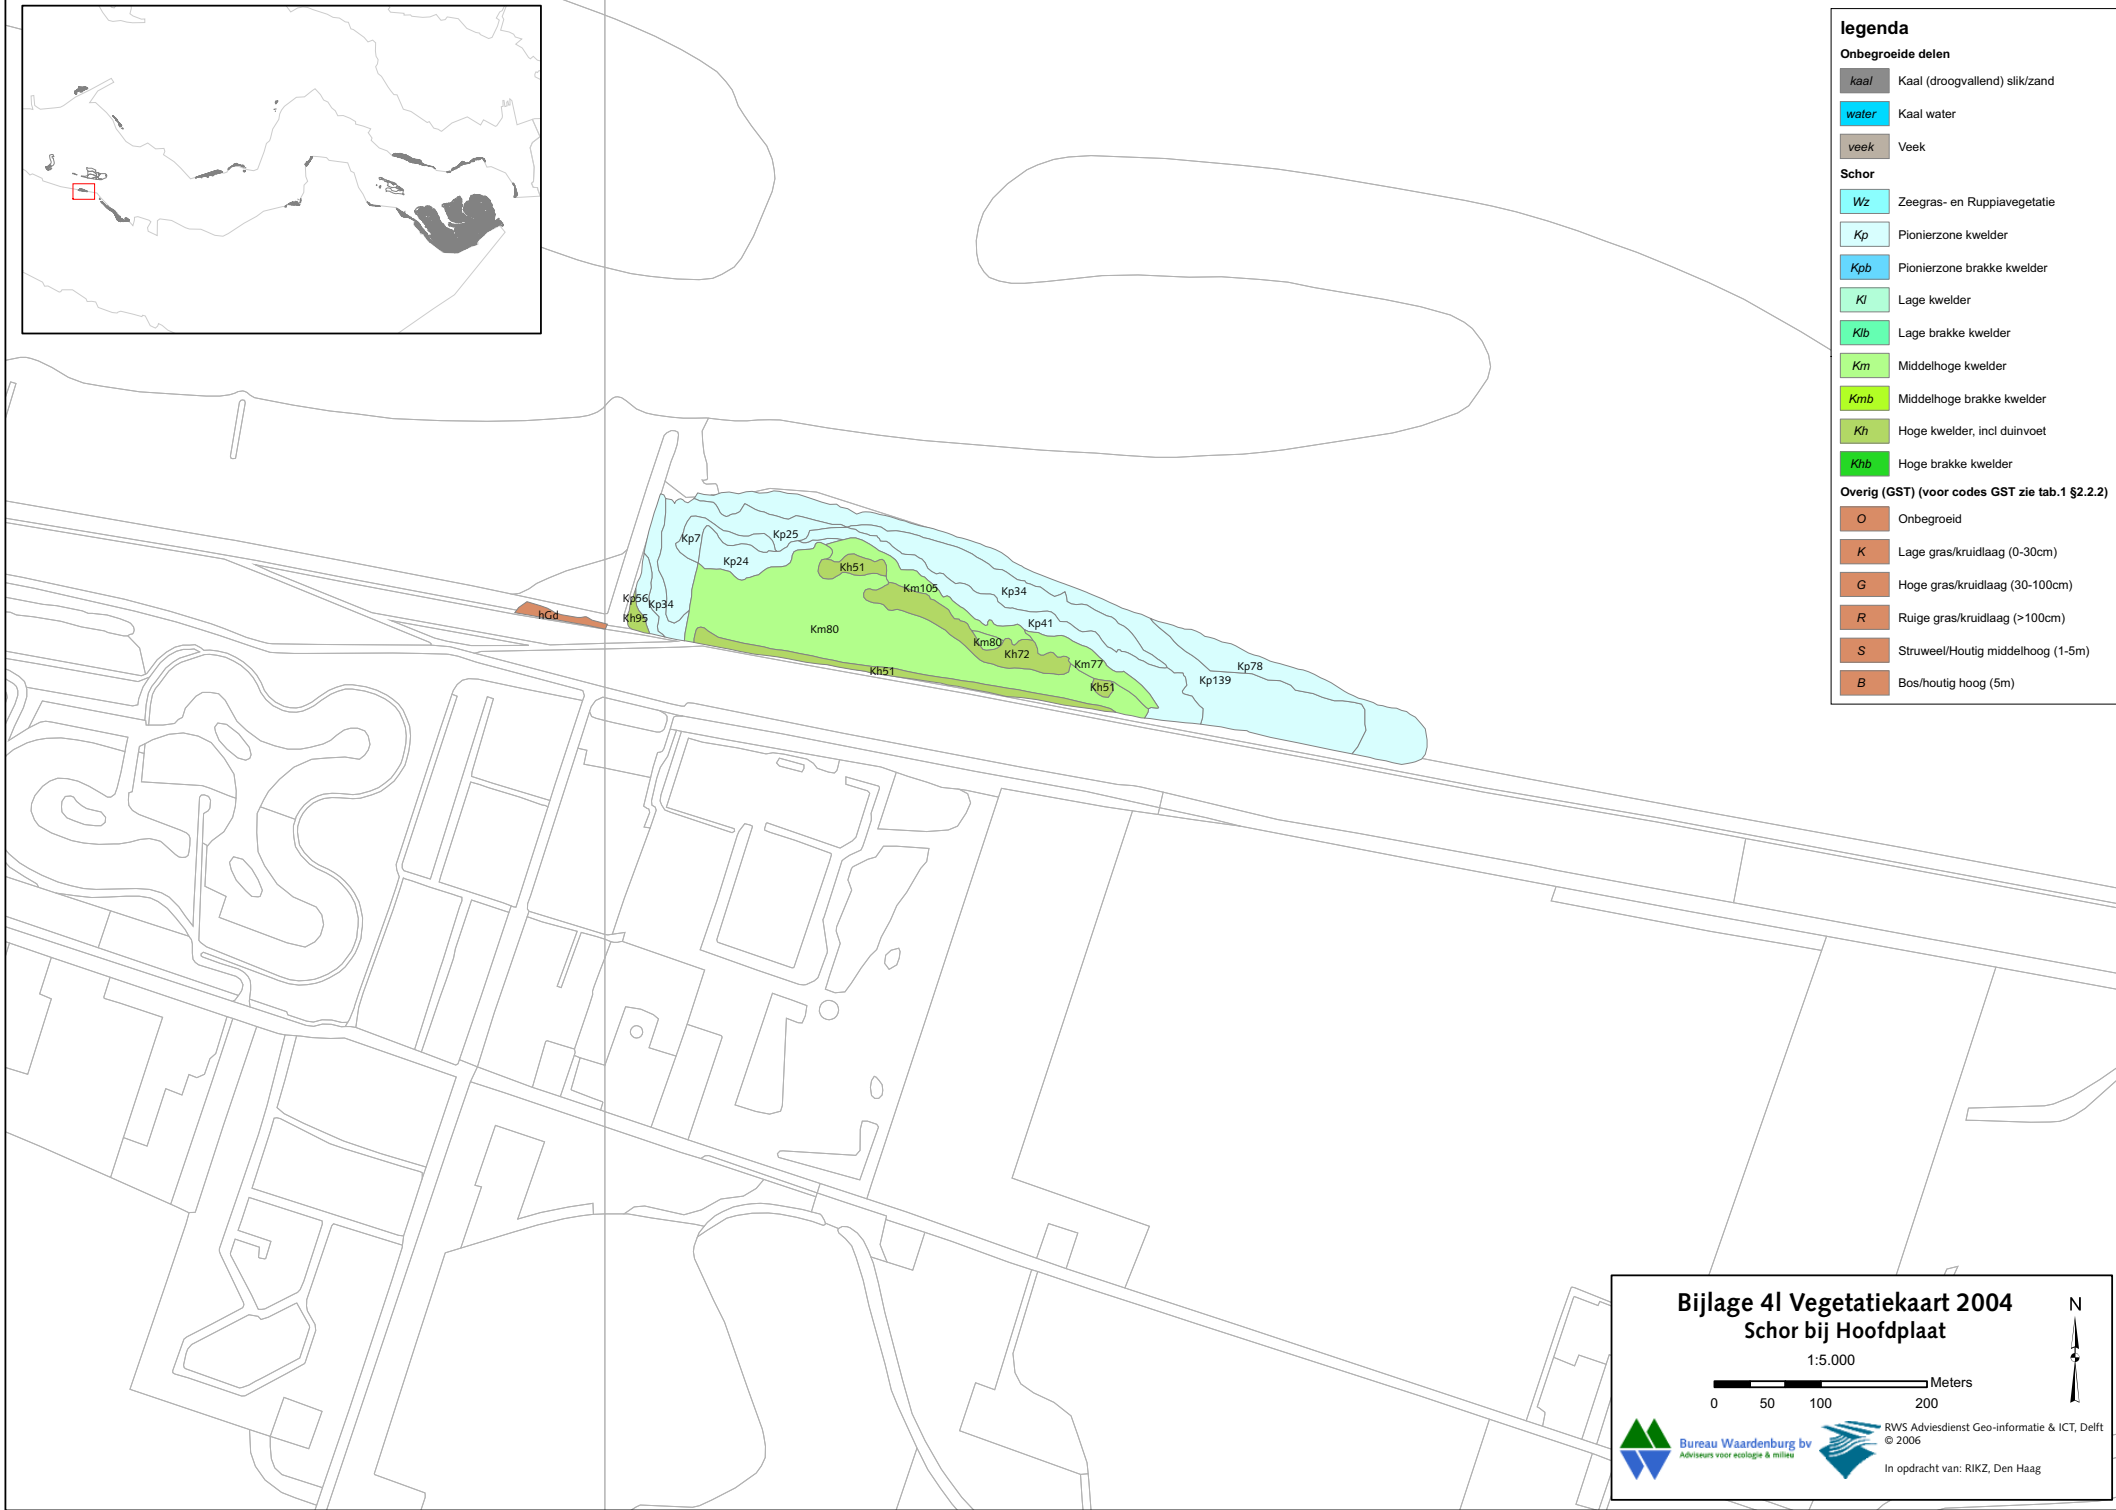 legenda
Onbegroeide delen
kaal Kaal (droogvallend) slik/zand
water Kaal water
veek Veek
Schor
Wz Zeegras- en Ruppiavegetatie
Kp Pionierzone kwelder
Kpb Pionierzone brakke kwelder
Kl Lage kwelder
Klb Lage brakke kwelder
Km Middelhoge kwelder
Kmb Middelhoge brakke kwelder
Kh Hoge kwelder, incl duinvoet
Khb Hoge brakke kwelder
Overig (GST) (voor codes GST zie tab.1 §2.2.2)
O Onbegroeid
K Lage gras/kruidlaag (0-30cm)
G Hoge gras/kruidlaag (30-100cm)
R Ruige gras/kruidlaag (>100cm)
S Struweel/Houtig middelhoog (1-5m)
B Bos/houtig hoog (5m)
Kp7
Kp25
Kp24
Kh51
Km105
Kp34
Kp56
Kp34
hGd
Kh95
Km80
Kp41
Km80
Kh72
Km77
Kp78
Kh51
Kp139
Kh51
Bijlage 4l Vegetatiekaart 2004
Schor bij Hoofdplaat
N
1:5.000
Meters
0 50 100 200
Bureau Waardenburg bv
Adviseurs voor ecologie & milieu
RWS Adviesdienst Geo-informatie & ICT, Delft
© 2006
In opdracht van: RIKZ, Den Haag